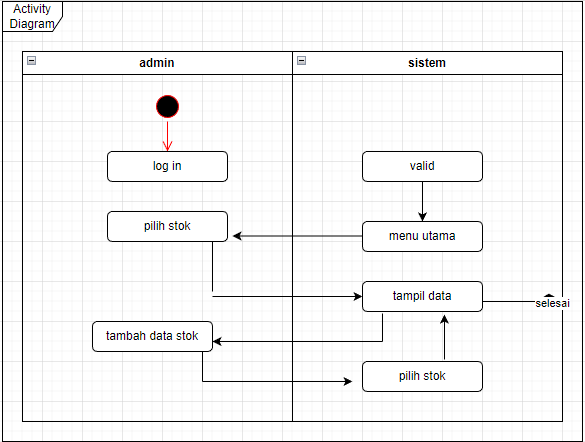 Activity
Diagram
admin
sistem
log in
valid
pilih stok
menu utama
tampil data
selesai
tambah data stok
pilih stok